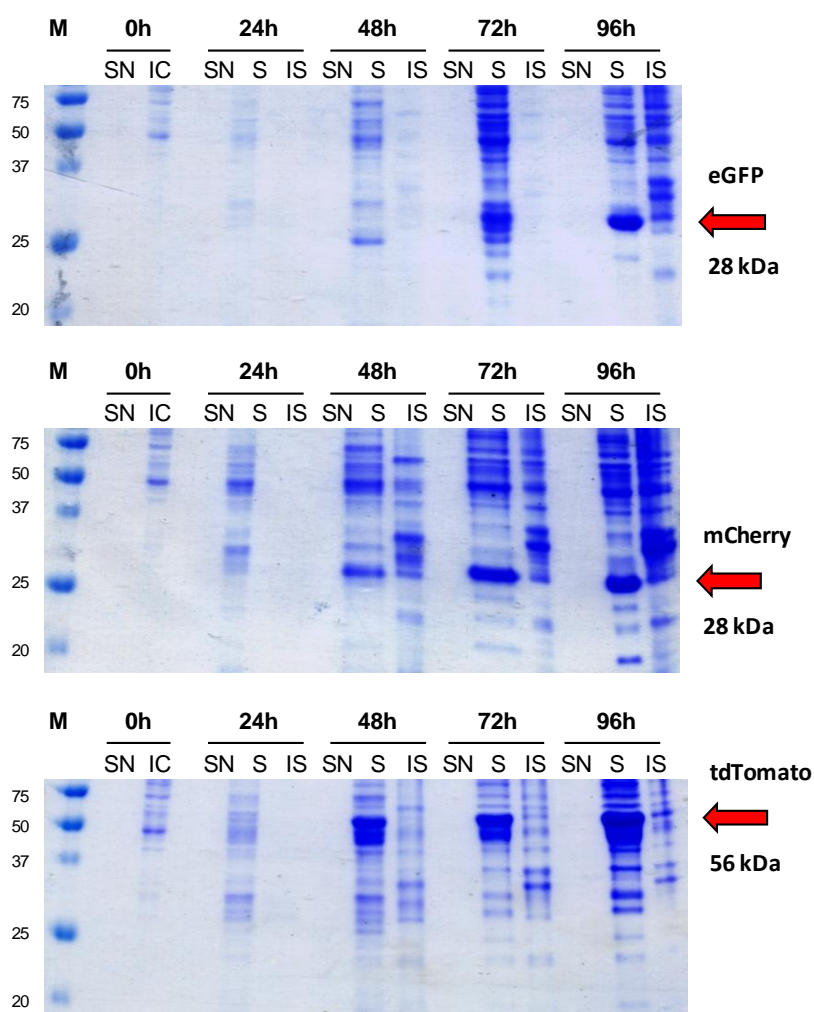 M 0h 24h 48h 72h 96h
SN IC SN S IS SN S IS SN S IS SN S IS
75
50
37
25
20
eGFP
28 kDa
M 0h 24h 48h 72h 96h
SN IC SN S IS SN S IS SN S IS SN S IS
75
50
37
25
20
mCherry
28 kDa
M 0h 24h 48h 72h 96h
SN IC SN S IS SN S IS SN S IS SN S IS
75
50
37
25
20
tdTomato
56 kDa